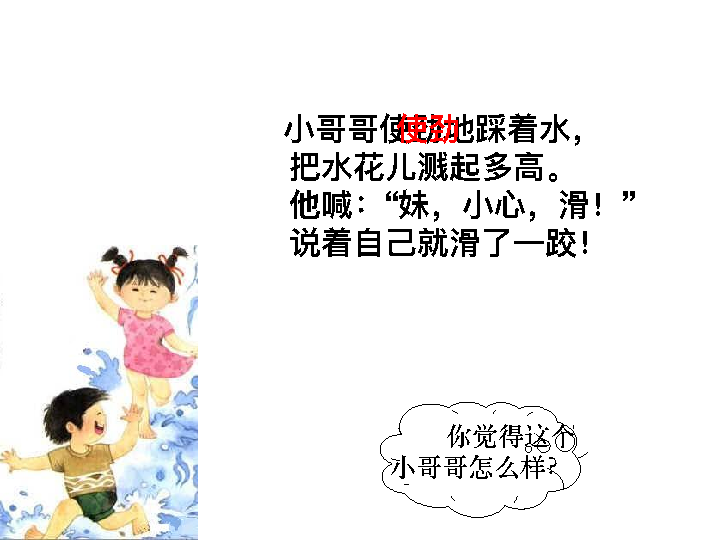 小哥哥使劲地踩着水，
把水花儿溅起多高。
他喊：“妹，小心，滑！”
说着自己就滑了一跤！
你觉得这个
小哥哥怎么样？